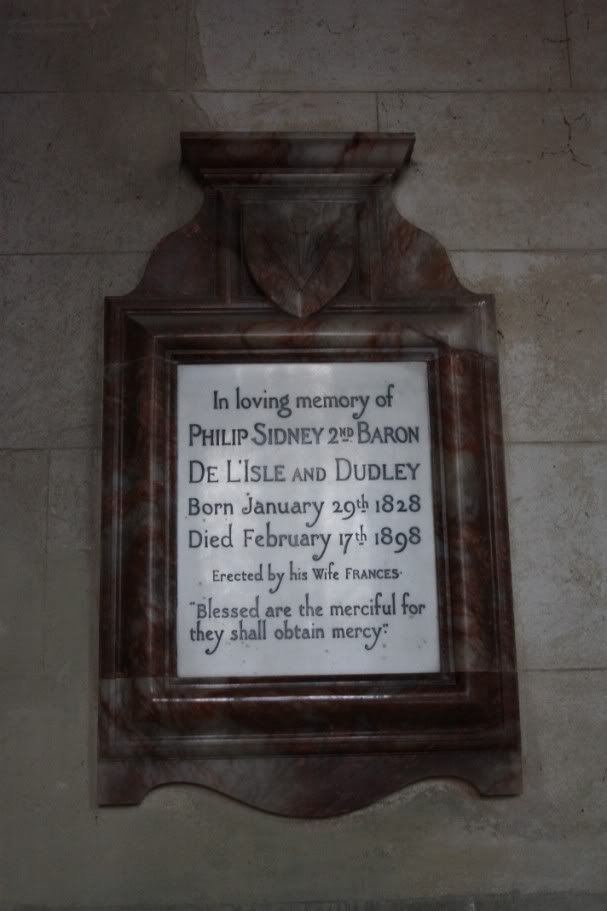 In loving memory of
PHILIP SIDNEY 2ND BARON
DE L'ISLE AND DUDLEY
Born January 29th 1828
Died February 17th 1898
Erected by his Wife FRANCES.
"Blessed are the merciful for
they shall obtain mercy."